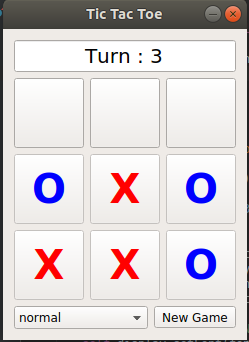 Tic Tac Toe
Turn : 3
O X O
X X O
normal New Game